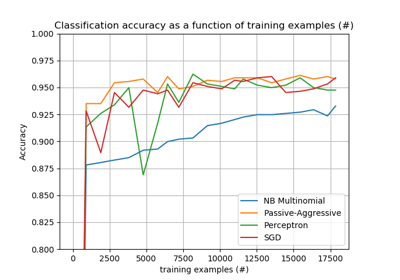 Classification accuracy as a function of training examples (#)
1.000
0.975
0.950
0.925
0.900
0.875
0.850
0.825
0.800
Accuracy
NB Multinomial
Passive-Aggressive
Perceptron
SGD
0 2500 5000 7500 10000 12500 15000 17500
training examples (#)